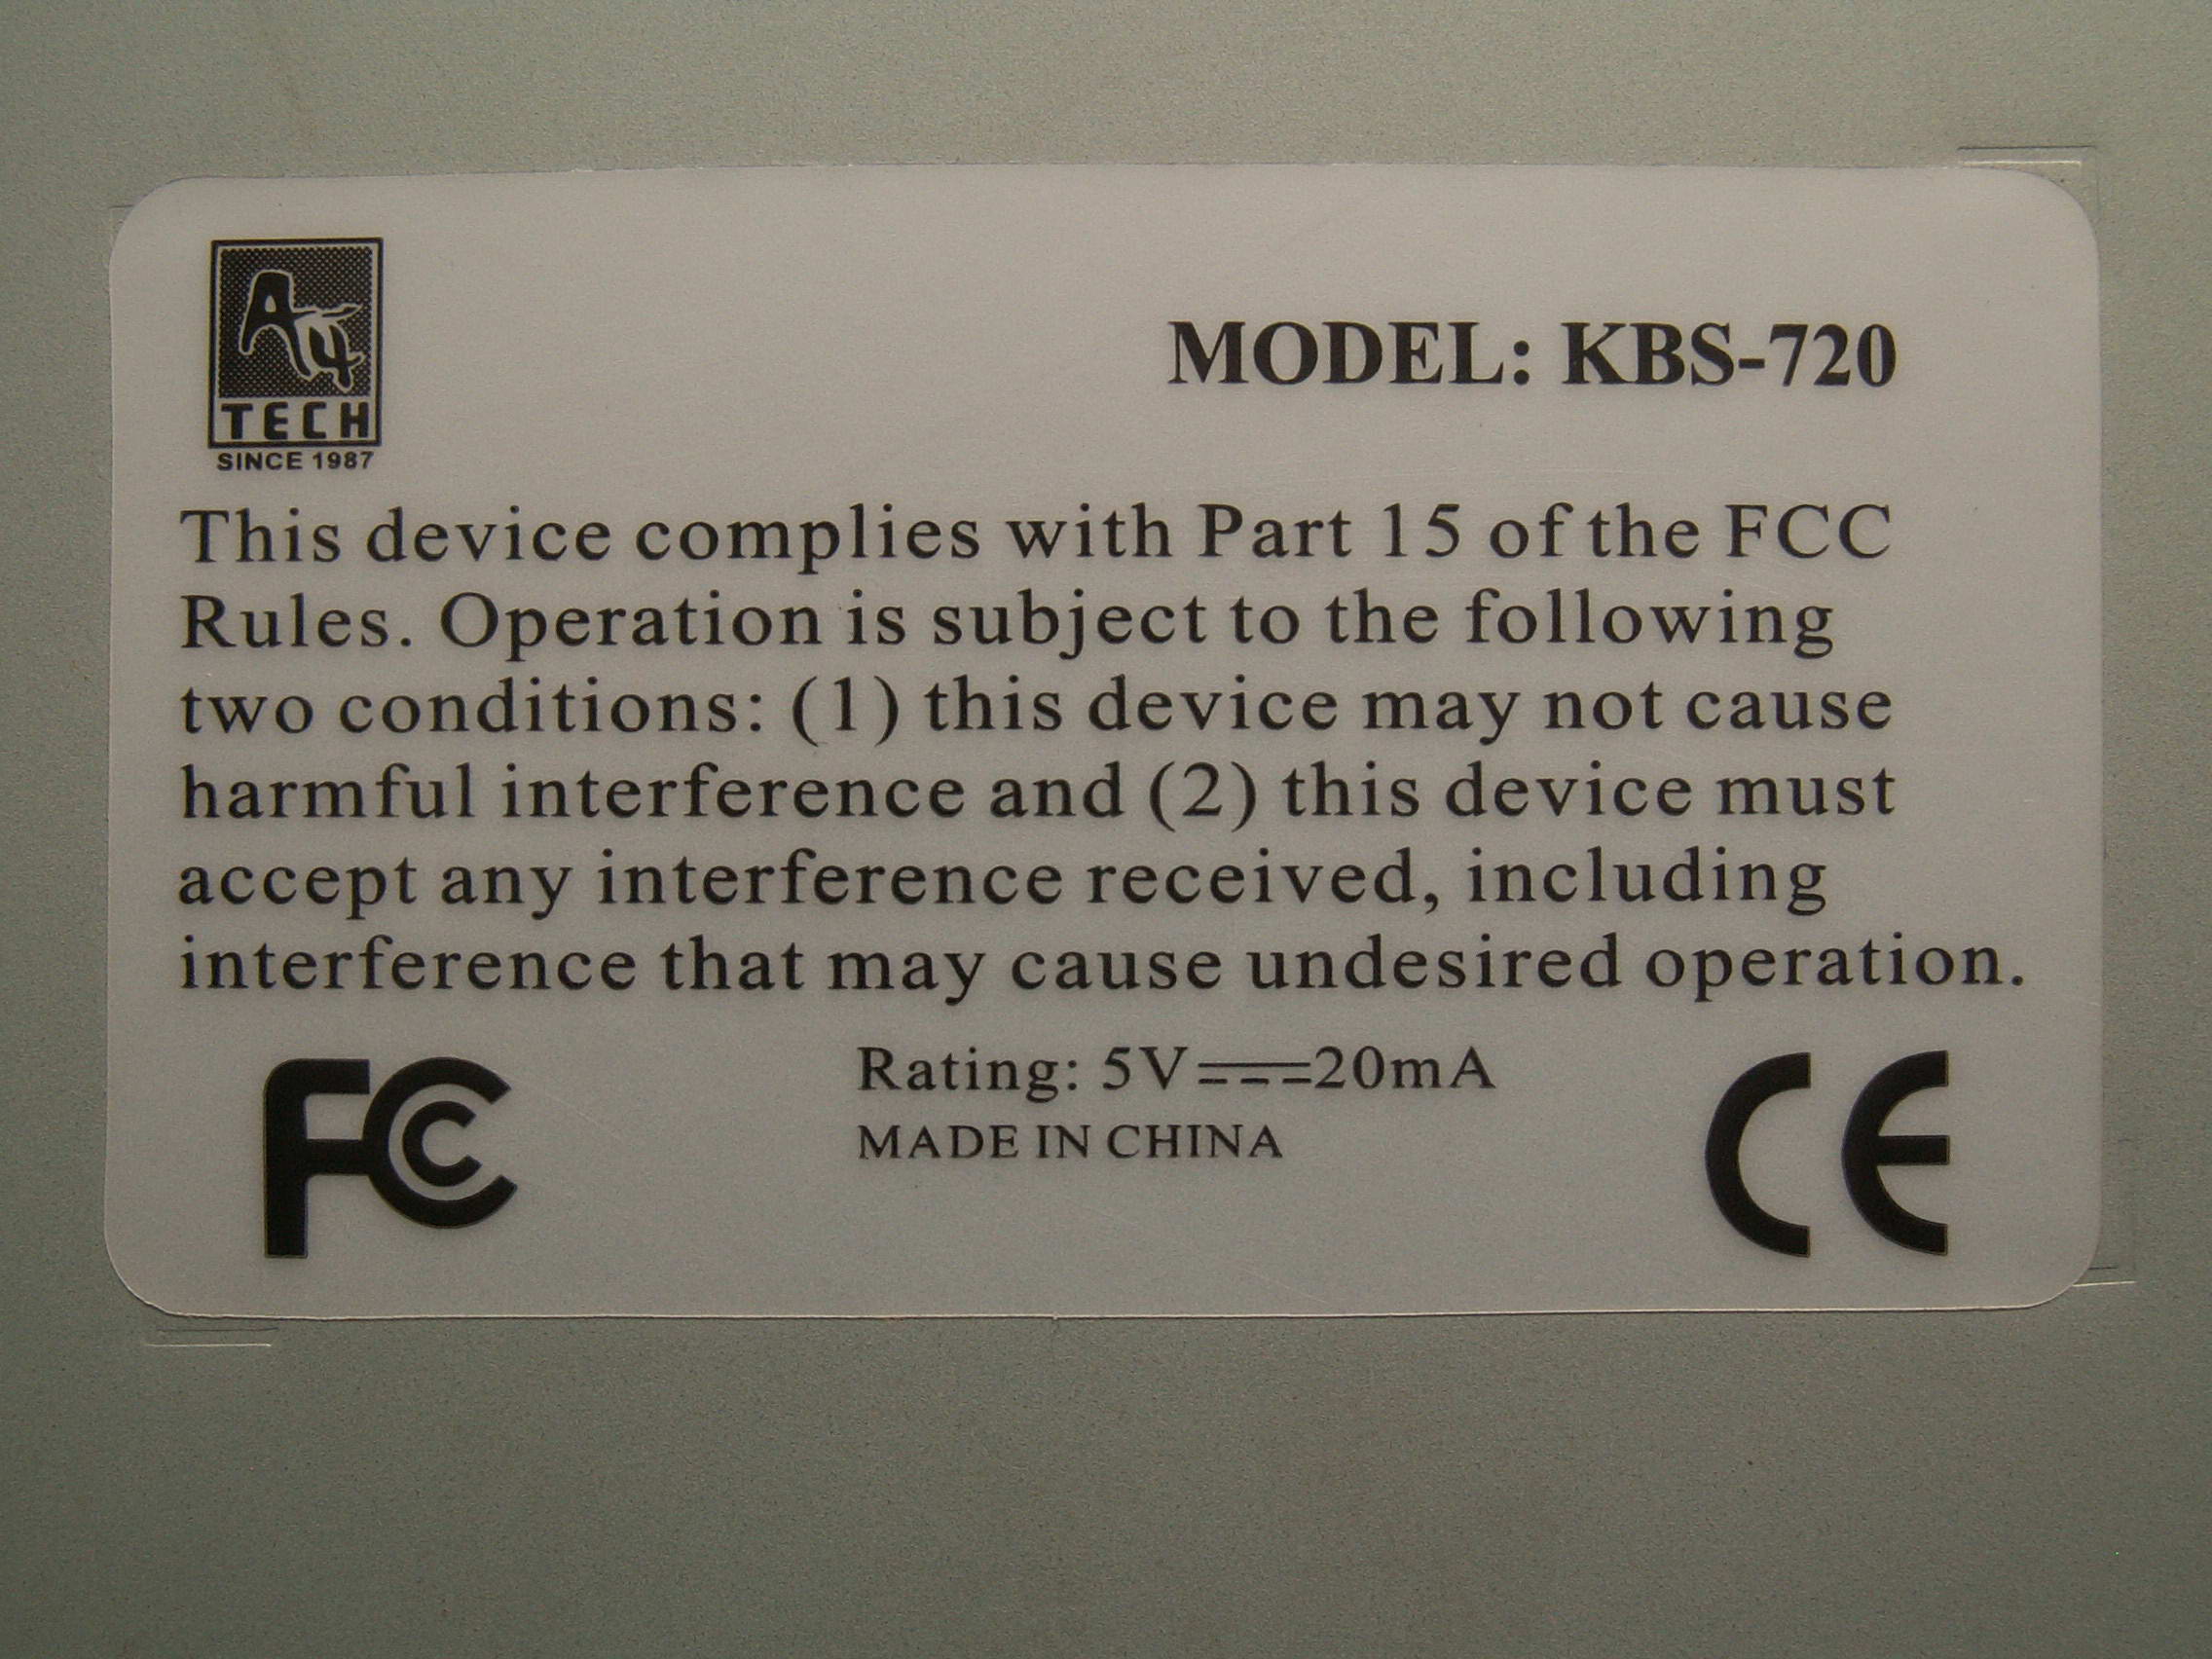 A4
TECH
SINCE 1987
MODEL: KBS-720
This device complies with Part 15 of the FCC
Rules. Operation is subject to the following
two conditions: (1) this device may not cause
harmful interference and (2) this device must
accept any interference received, including
interference that may cause undesired operation.
FCC
Rating: 5V⎓20mA
MADE IN CHINA
CE